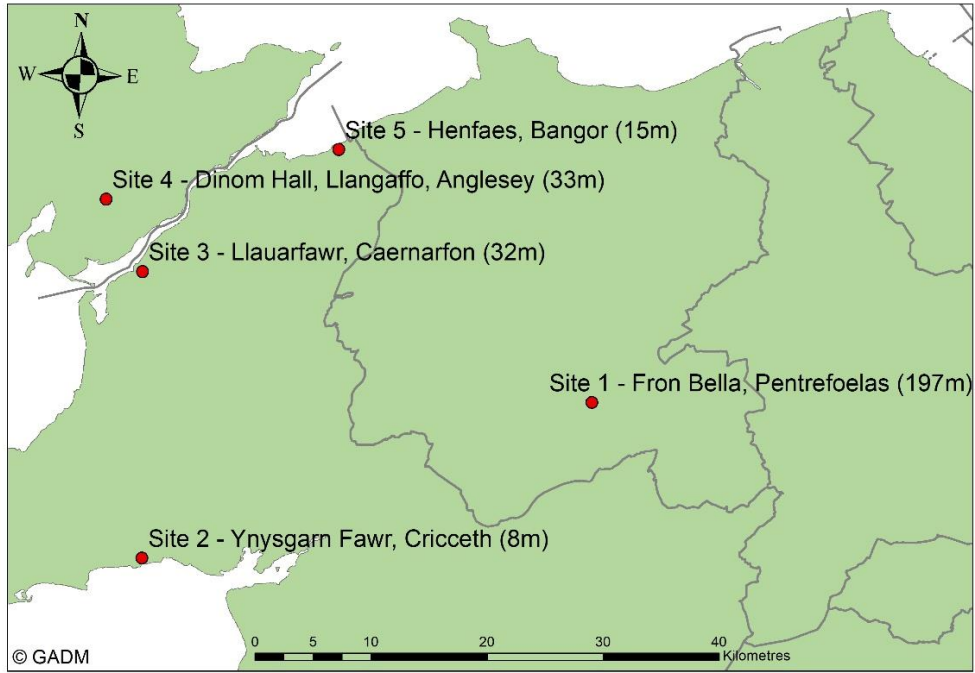 N
W E
S
Site 5 - Henfaes, Bangor (15m)
Site 4 - Dinom Hall, Llangaffo, Anglesey (33m)
Site 3 - Llauarfawr, Caernarfon (32m)
Site 1 - Fron Bella, Pentrefoelas (197m)
Site 2 - Ynysgarn Fawr, Cricceth (8m)
0 5 10 20 30 40
Kilometres
© GADM